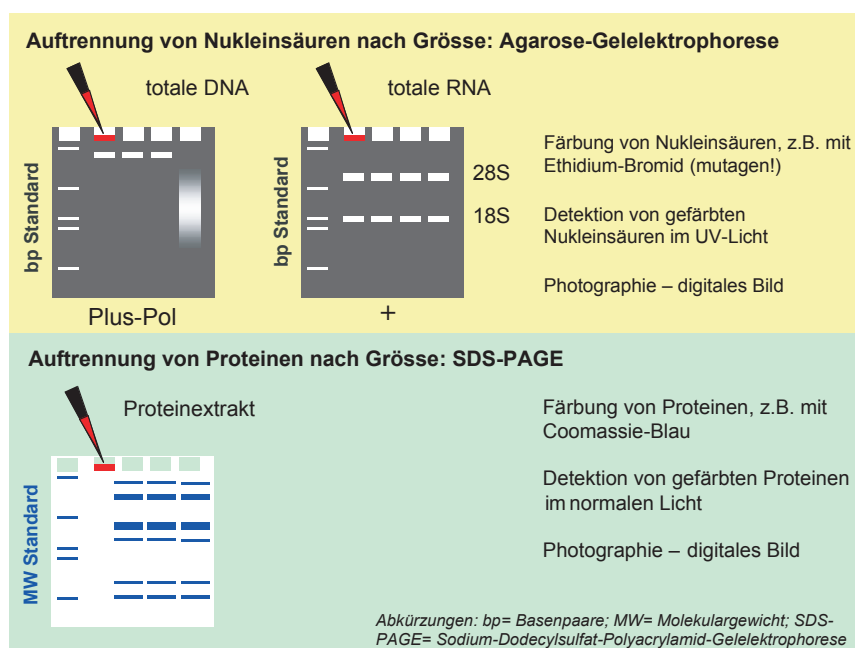 Auftrennung von Nukleinsäuren nach Grösse: Agarose-Gelelektrophorese
totale DNA
totale RNA
bp Standard
bp Standard
28S
18S
Plus-Pol
+
Färbung von Nukleinsäuren, z.B. mit
Ethidium-Bromid (mutagen!)
Detektion von gefärbten
Nukleinsäuren im UV-Licht
Photographie – digitales Bild
Auftrennung von Proteinen nach Grösse: SDS-PAGE
Proteinextrakt
MW Standard
Färbung von Proteinen, z.B. mit
Coomassie-Blau
Detektion von gefärbten Proteinen
im normalen Licht
Photographie – digitales Bild
Abkürzungen: bp= Basenpaare; MW= Molekulargewicht; SDS-
PAGE= Sodium-Dodecylsulfat-Polyacrylamid-Gelelektrophorese